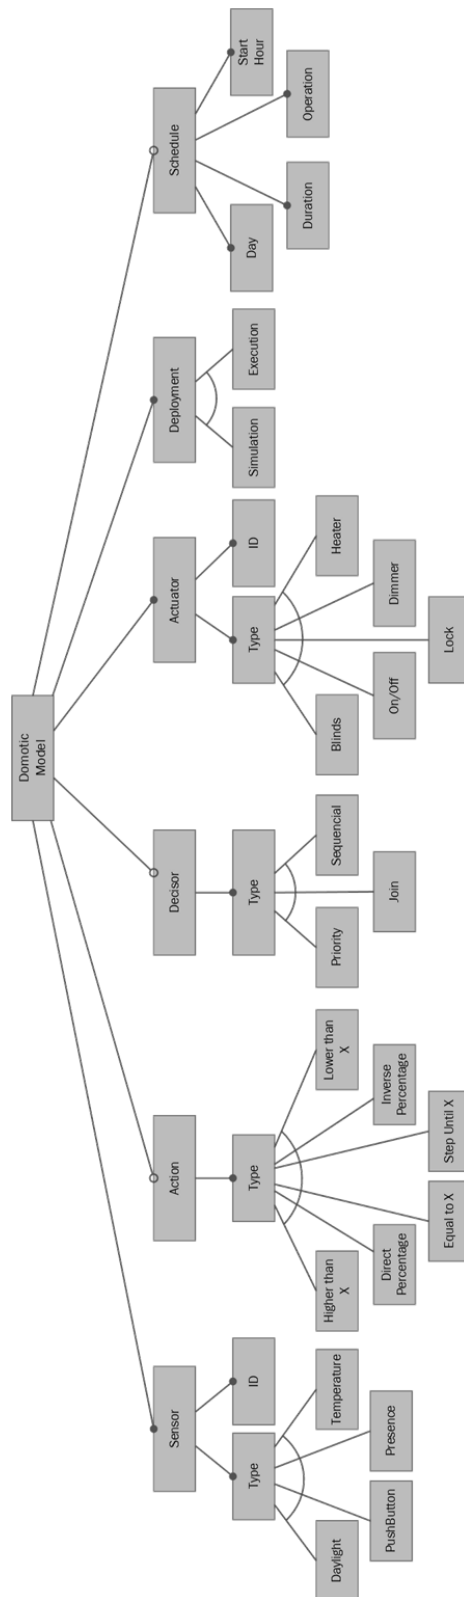 Domotic
Model
Sensor
Action
Decisor
Actuator
Deployment
Schedule
Type
ID
Type
Type
Type
ID
Simulation
Execution
Day
Start
Hour
Daylight
Temperature
Higher than
X
Lower than
X
Priority
Sequencial
Blinds
Heater
Duration
Operation
PushButton
Presence
Direct
Percentage
Inverse
Percentage
Join
On/Off
Dimmer
Equal to X
Step Until X
Lock